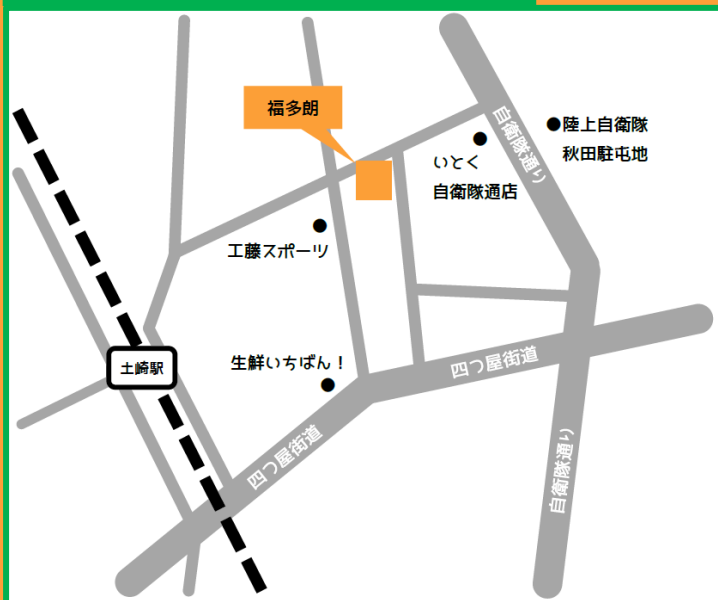 福多朗
自衛隊通り
●陸上自衛隊
秋田駐屯地
いとく
自衛隊通店
工藤スポーツ
土崎駅
生鮮いちばん！
四つ屋街道
四つ屋街道
自衛隊通り